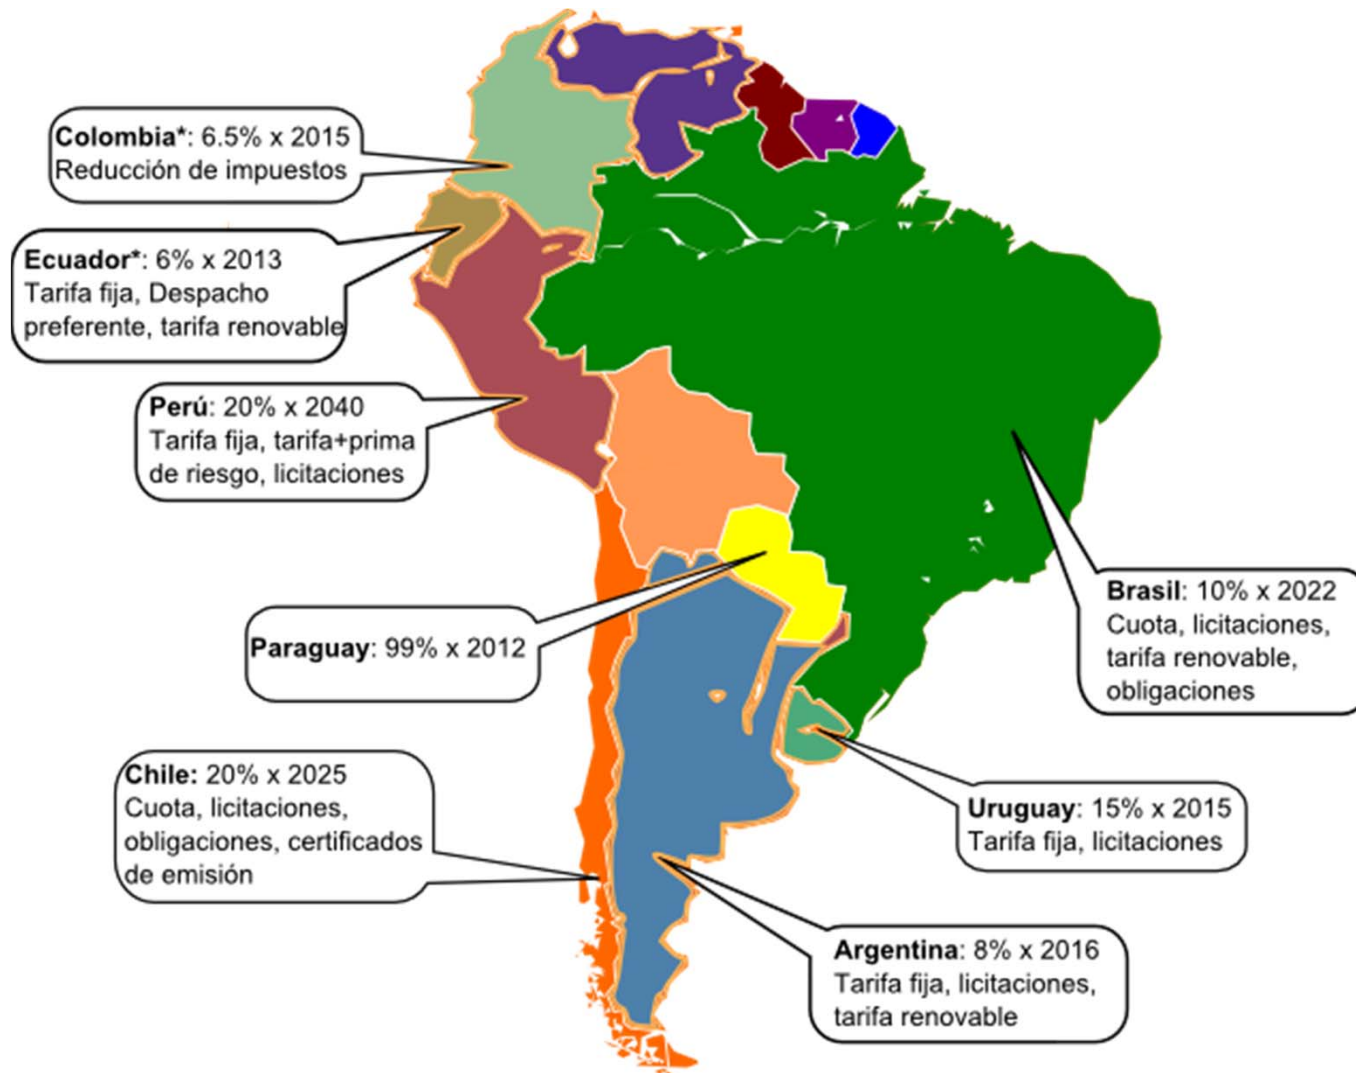 Colombia*: 6.5% x 2015
Reducción de impuestos
Ecuador*: 6% x 2013
Tarifa fija, Despacho
preferente, tarifa renovable
Perú: 20% x 2040
Tarifa fija, tarifa+prima
de riesgo, licitaciones
Paraguay: 99% x 2012
Chile: 20% x 2025
Cuota, licitaciones,
obligaciones, certificados
de emisión
Brasil: 10% x 2022
Cuota, licitaciones,
tarifa renovable,
obligaciones
Uruguay: 15% x 2015
Tarifa fija, licitaciones
Argentina: 8% x 2016
Tarifa fija, licitaciones,
tarifa renovable